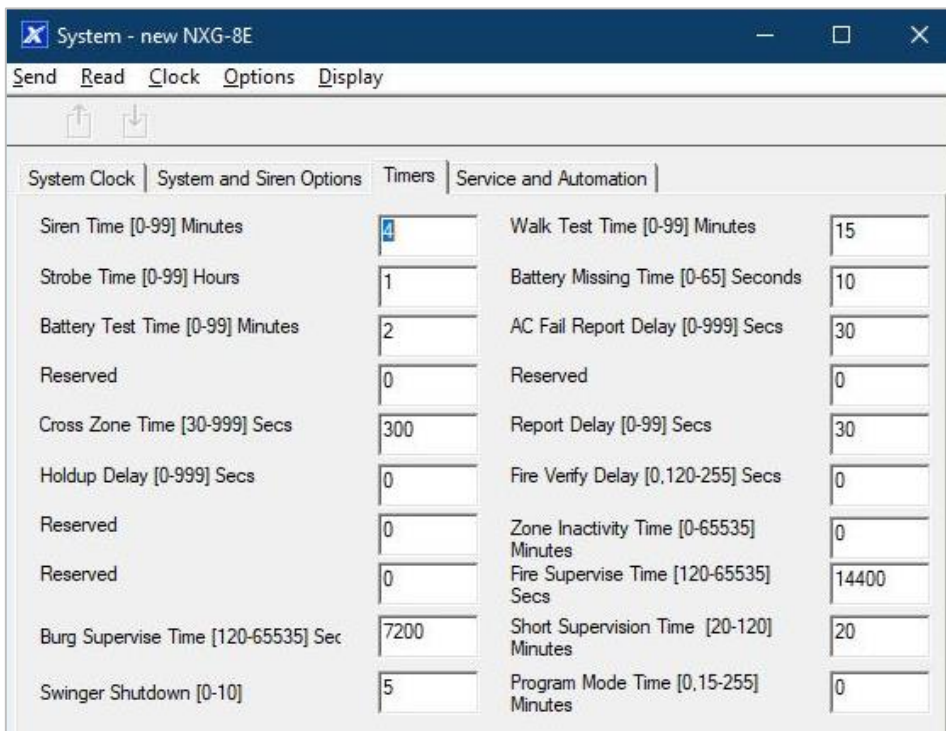 System - new NXG-8E
Send Read Clock Options Display
System Clock System and Siren Options Timers Service and Automation
Siren Time [0-99] Minutes 4 Walk Test Time [0-99] Minutes 15
Strobe Time [0-99] Hours 1 Battery Missing Time [0-65] Seconds 10
Battery Test Time [0-99] Minutes 2 AC Fail Report Delay [0-999] Secs 30
Reserved 0 Reserved 0
Cross Zone Time [30-999] Secs 300 Report Delay [0-99] Secs 30
Holdup Delay [0-999] Secs 0 Fire Verify Delay [0,120-255] Secs 0
Reserved 0 Zone Inactivity Time [0-65535]
Minutes 0
Reserved 0 Fire Supervise Time [120-65535]
Secs 14400
Burg Supervise Time [120-65535] Sec 7200 Short Supervision Time [20-120]
Minutes 20
Swinger Shutdown [0-10] 5 Program Mode Time [0,15-255]
Minutes 0